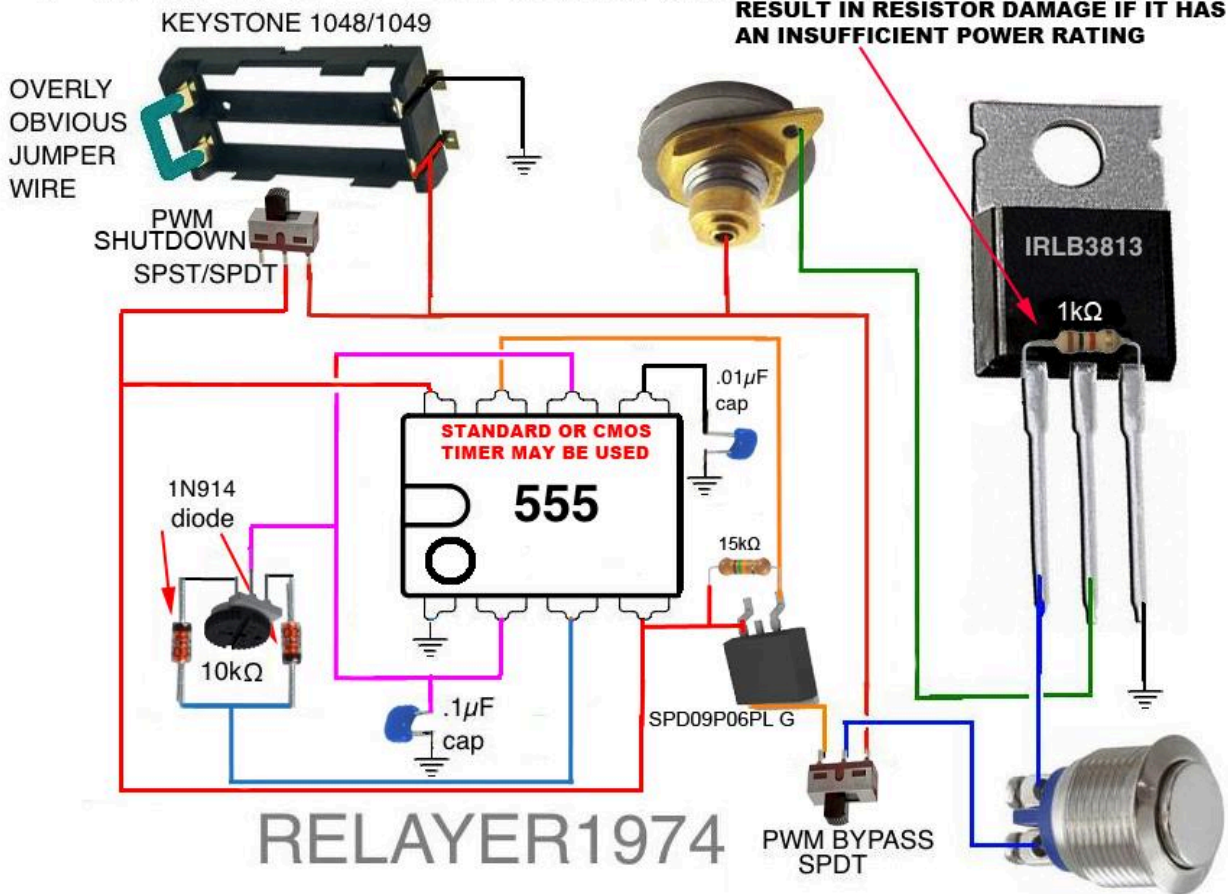 KEYSTONE 1048/1049
RESULT IN RESISTOR DAMAGE IF IT HAS
AN INSUFFICIENT POWER RATING
OVERLY
OBVIOUS
JUMPER
WIRE
PWM
SHUTDOWN
SPST/SPDT
IRLB3813
1kΩ
.01µF
cap
STANDARD OR CMOS
TIMER MAY BE USED
555
1N914
diode
15kΩ
10kΩ
.1µF
cap
SPD09P06PL G
RELAYER1974
PWM BYPASS
SPDT